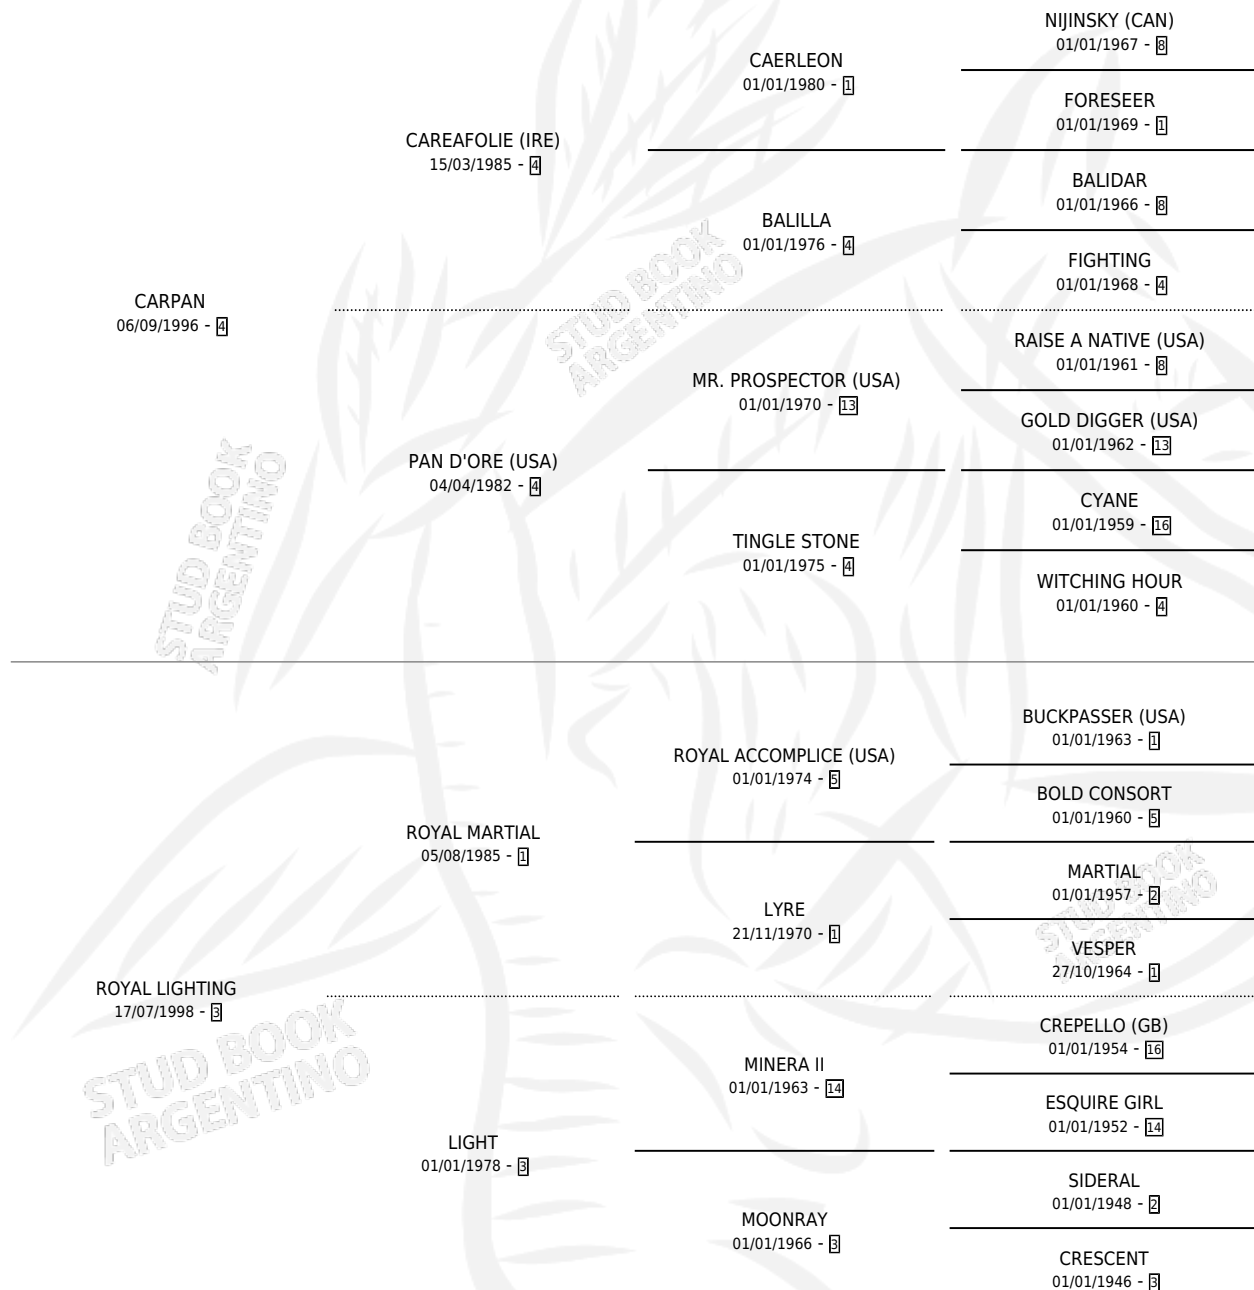 NIJINSKY (CAN)
01/01/1967 - 8
CAERLEON
01/01/1980 - 1
FORESEER
01/01/1969 - 1
CAREAFOLIE (IRE)
15/03/1985 - 4
BALIDAR
01/01/1966 - 8
BALILLA
01/01/1976 - 4
FIGHTING
01/01/1968 - 4
CARPAN
06/09/1996 - 4
STUD BOOK
ARGENTINO
RAISE A NATIVE (USA)
01/01/1961 - 8
MR. PROSPECTOR (USA)
01/01/1970 - 13
GOLD DIGGER (USA)
01/01/1962 - 13
PAN D'ORE (USA)
04/04/1982 - 4
CYANE
01/01/1959 - 16
TINGLE STONE
01/01/1975 - 4
WITCHING HOUR
01/01/1960 - 4
STUD BOOK
ARGENTINO
BUCKPASSER (USA)
01/01/1963 - 1
ROYAL ACCOMPLICE (USA)
01/01/1974 - 5
BOLD CONSORT
01/01/1960 - 5
ROYAL MARTIAL
05/08/1985 - 1
MARTIAL
01/01/1957 - 2
LYRE
21/11/1970 - 1
VESPER
27/10/1964 - 1
STUD BOOK
ARGENTINO
ROYAL LIGHTING
17/07/1998 - 3
CREPELLO (GB)
01/01/1954 - 16
MINERA II
01/01/1963 - 14
ESQUIRE GIRL
01/01/1952 - 14
STUD BOOK
ARGENTINO
LIGHT
01/01/1978 - 3
SIDERAL
01/01/1948 - 2
MOONRAY
01/01/1966 - 3
CRESCENT
01/01/1946 - 3